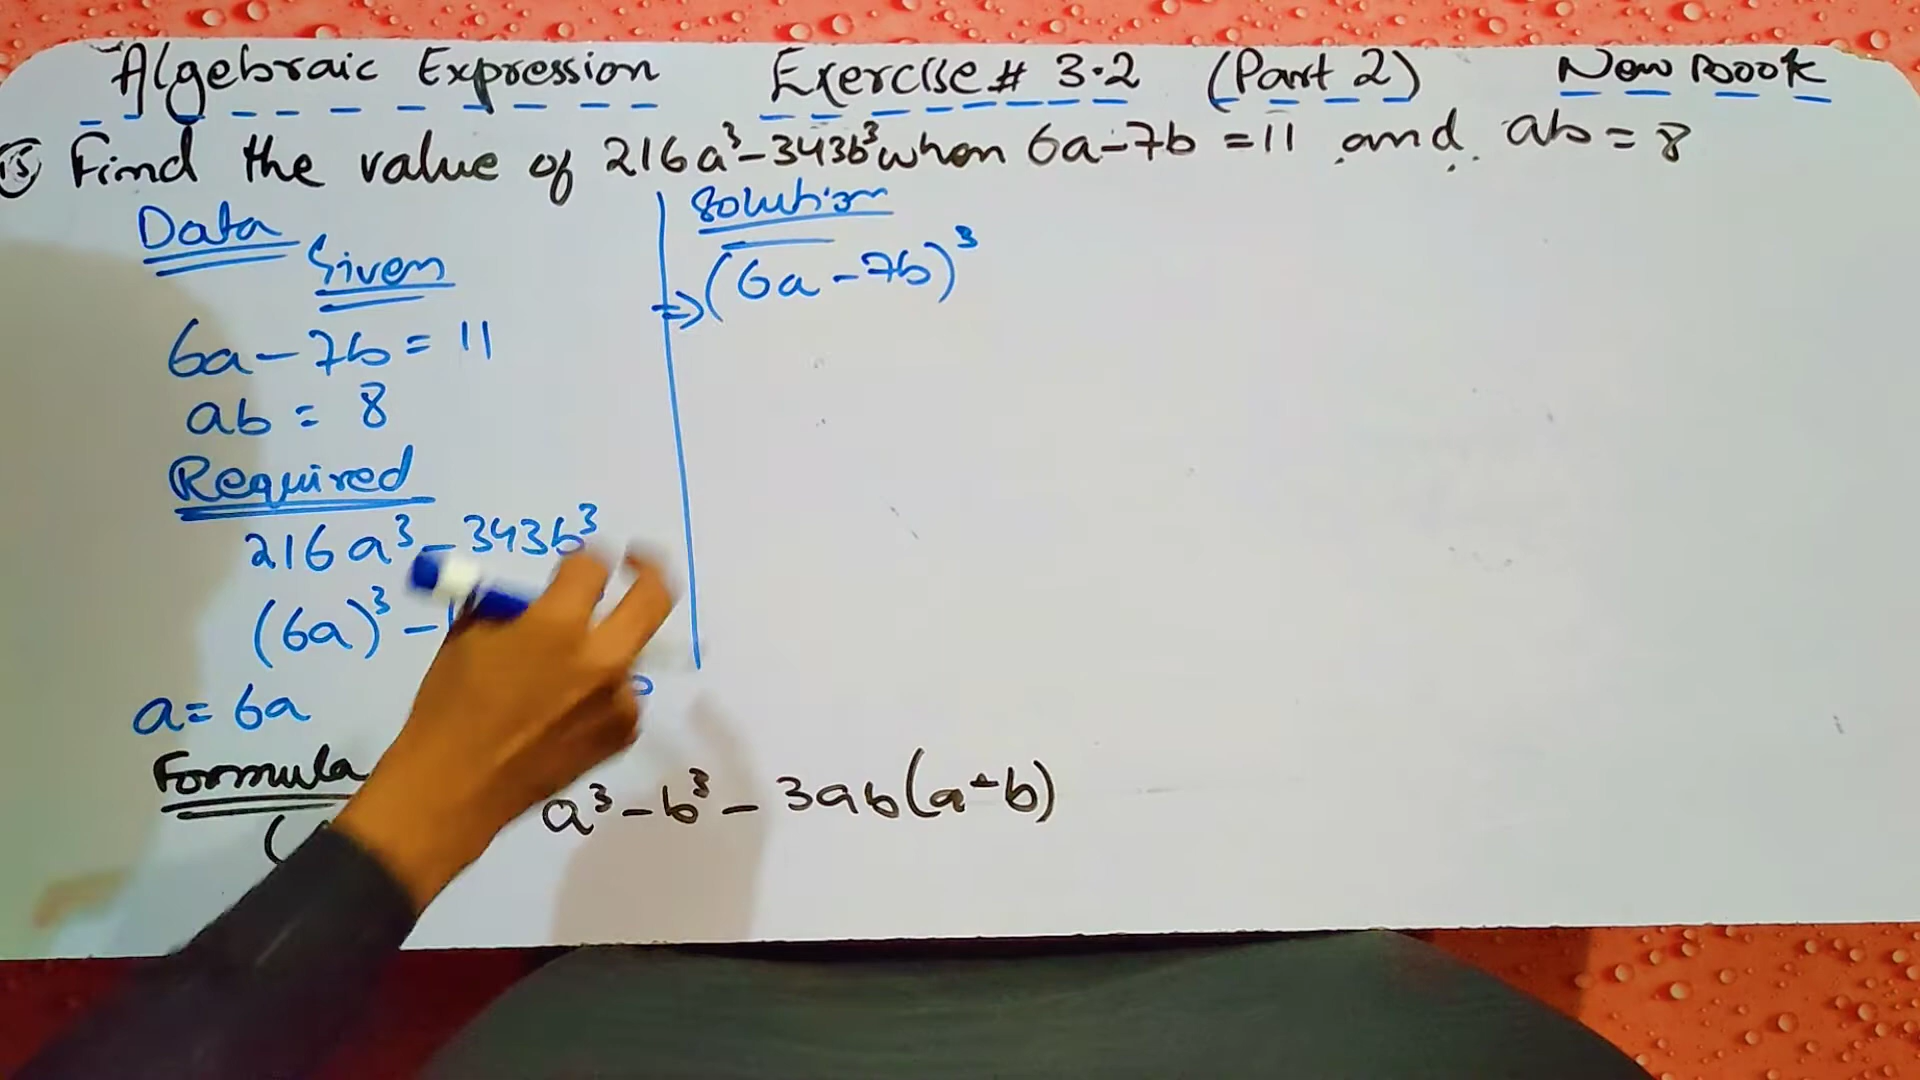 Algebraic Expression Exercise # 3.2 (Part 2) New Book
Find the value of 216a³-343b³ when 6a-7b=11 and ab=8
Data
Given
6a-7b=11
ab=8
Required
216a³-343b³
(6a)³-
a=6a
Formula
a³-b³-3ab(a-b)
Solution
⇒(6a-7b)³